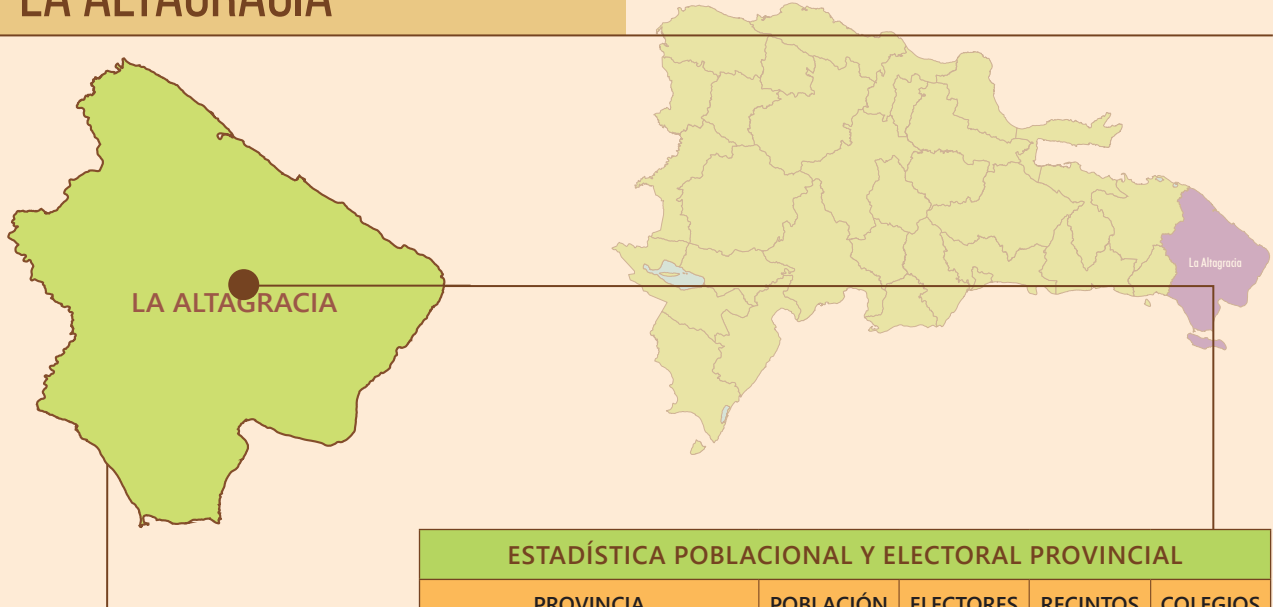 LA ALTAGRACIA
LA ALTAGRACIA
La Altagracia
ESTADÍSTICA POBLACIONAL Y ELECTORAL PROVINCIAL
PROVINCIA POBLACIÓN ELECTORES RECINTOS COLEGIOS